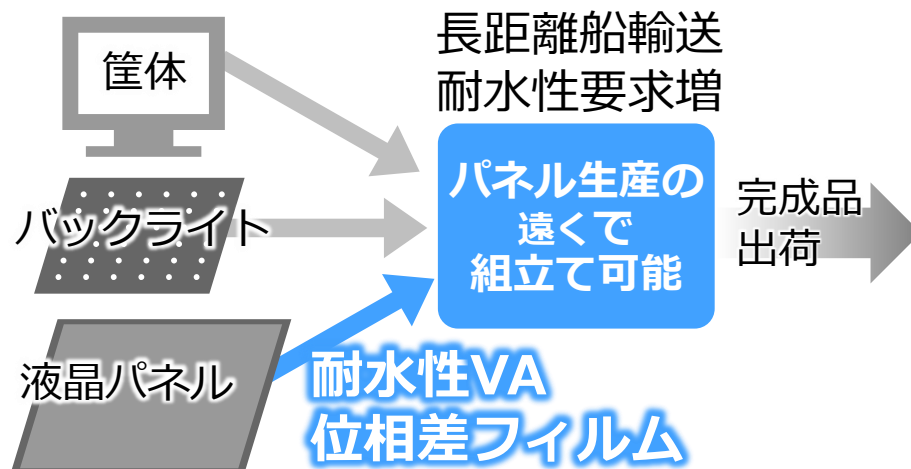 筐体
長距離船輸送
耐水性要求増
バックライト
パネル生産の
遠くで
組立て可能
完成品
出荷
液晶パネル
耐水性VA
位相差フィルム